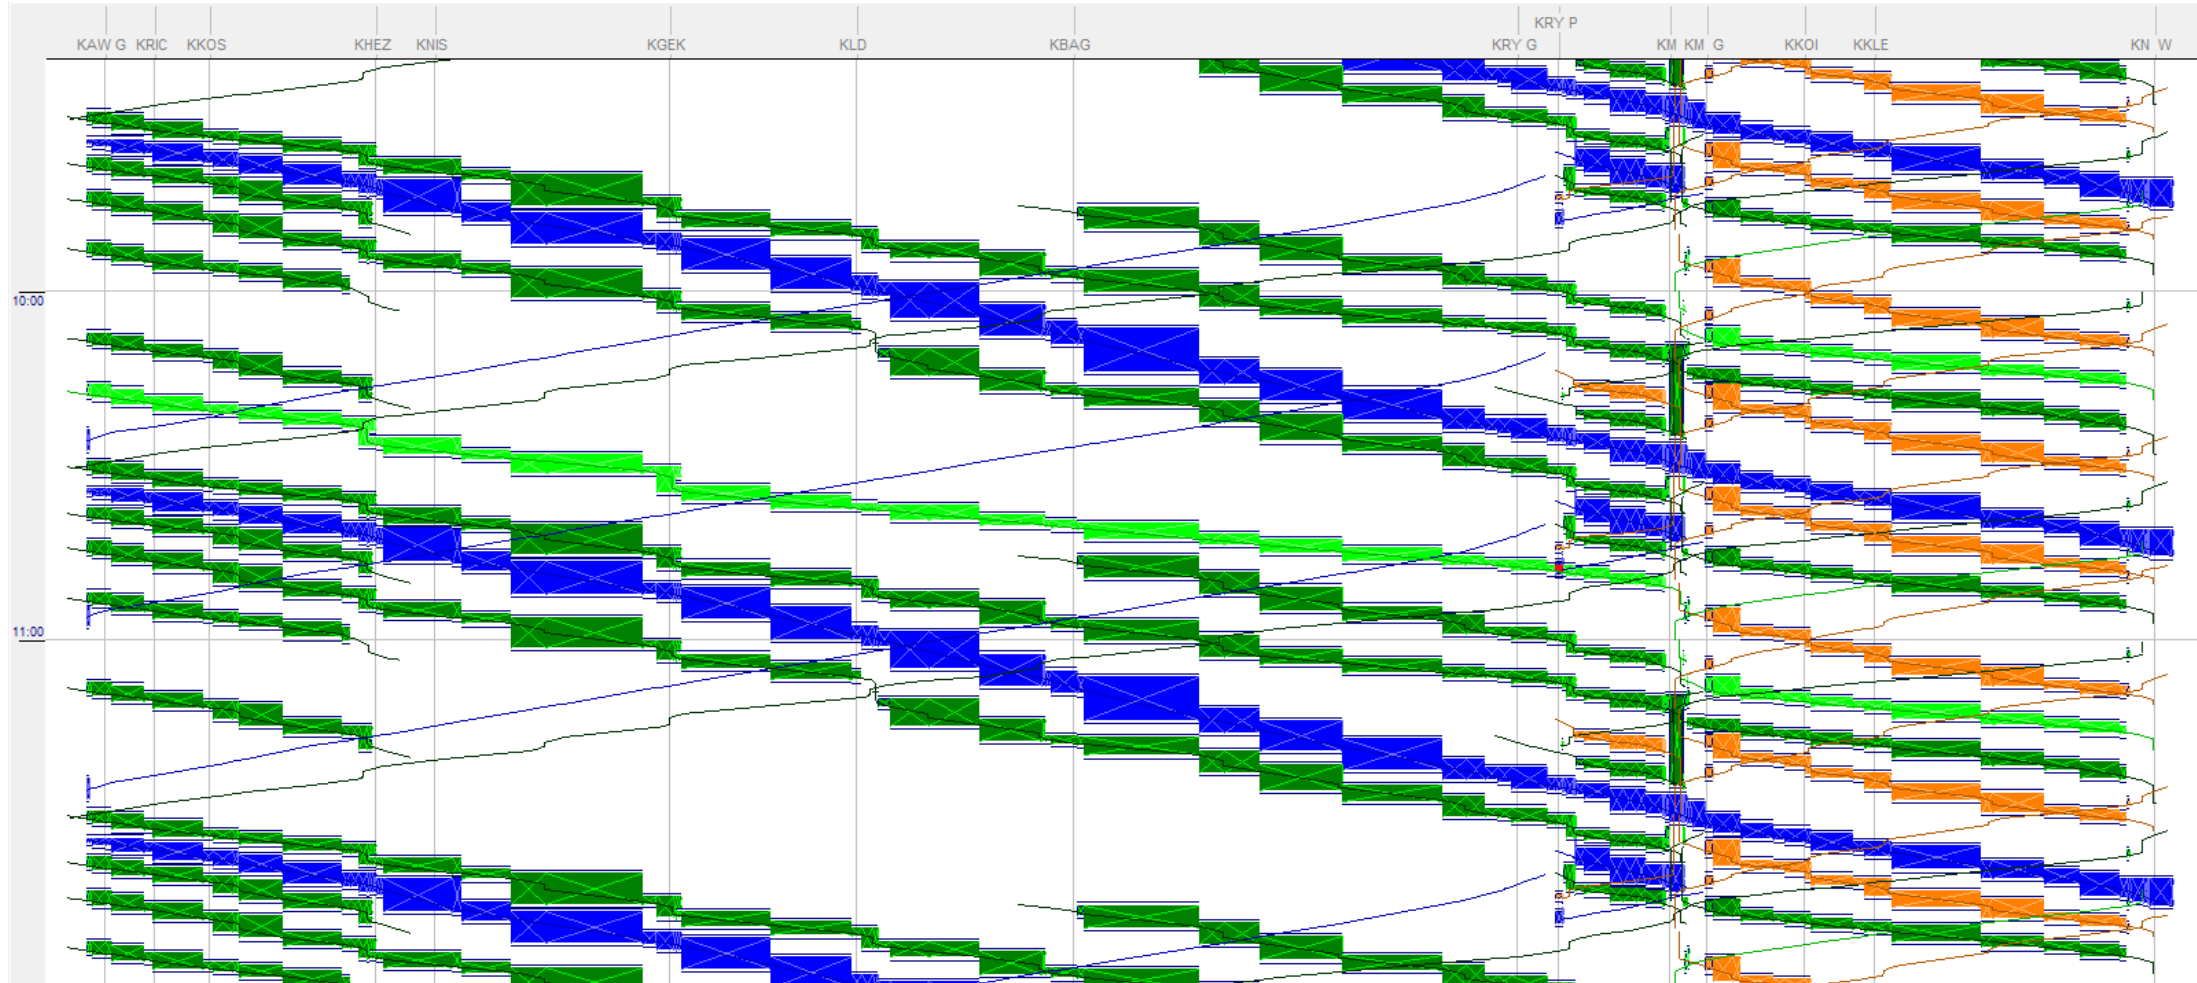 KRY P
KAW G KRIC KKOS KHEZ KNIS KGEK KLD KBAG KRY G KM KM G KKOI KKLE KN W
10:00
11:00